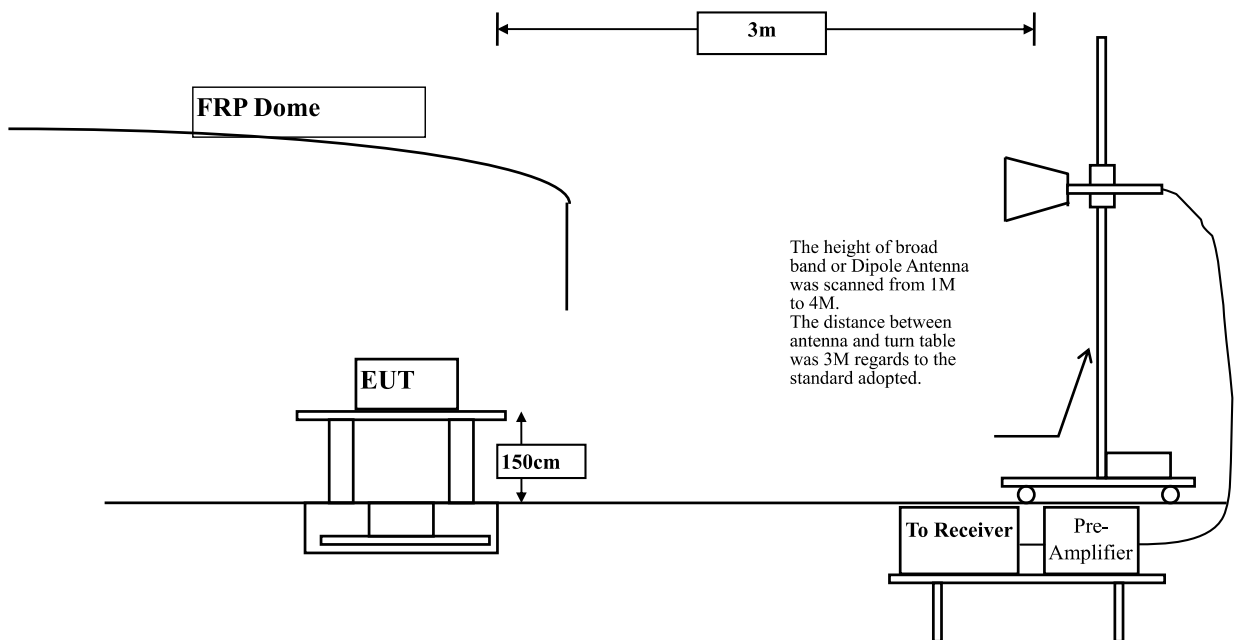 3m
FRP Dome
The height of broad
band or Dipole Antenna
was scanned from 1M
to 4M.
The distance between
antenna and turn table
was 3M regards to the
standard adopted.
EUT
150cm
To Receiver
Pre-
Amplifier